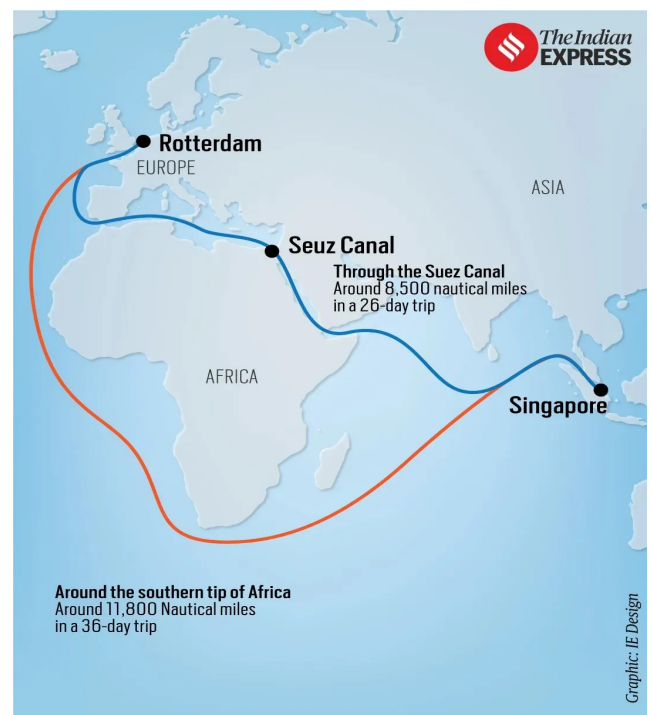 The Indian
EXPRESS
Rotterdam
EUROPE
ASIA
Seuz Canal
Through the Suez Canal
Around 8,500 nautical miles
in a 26-day trip
AFRICA
Singapore
Around the southern tip of Africa
Around 11,800 Nautical miles
in a 36-day trip
Graphic: IE Design